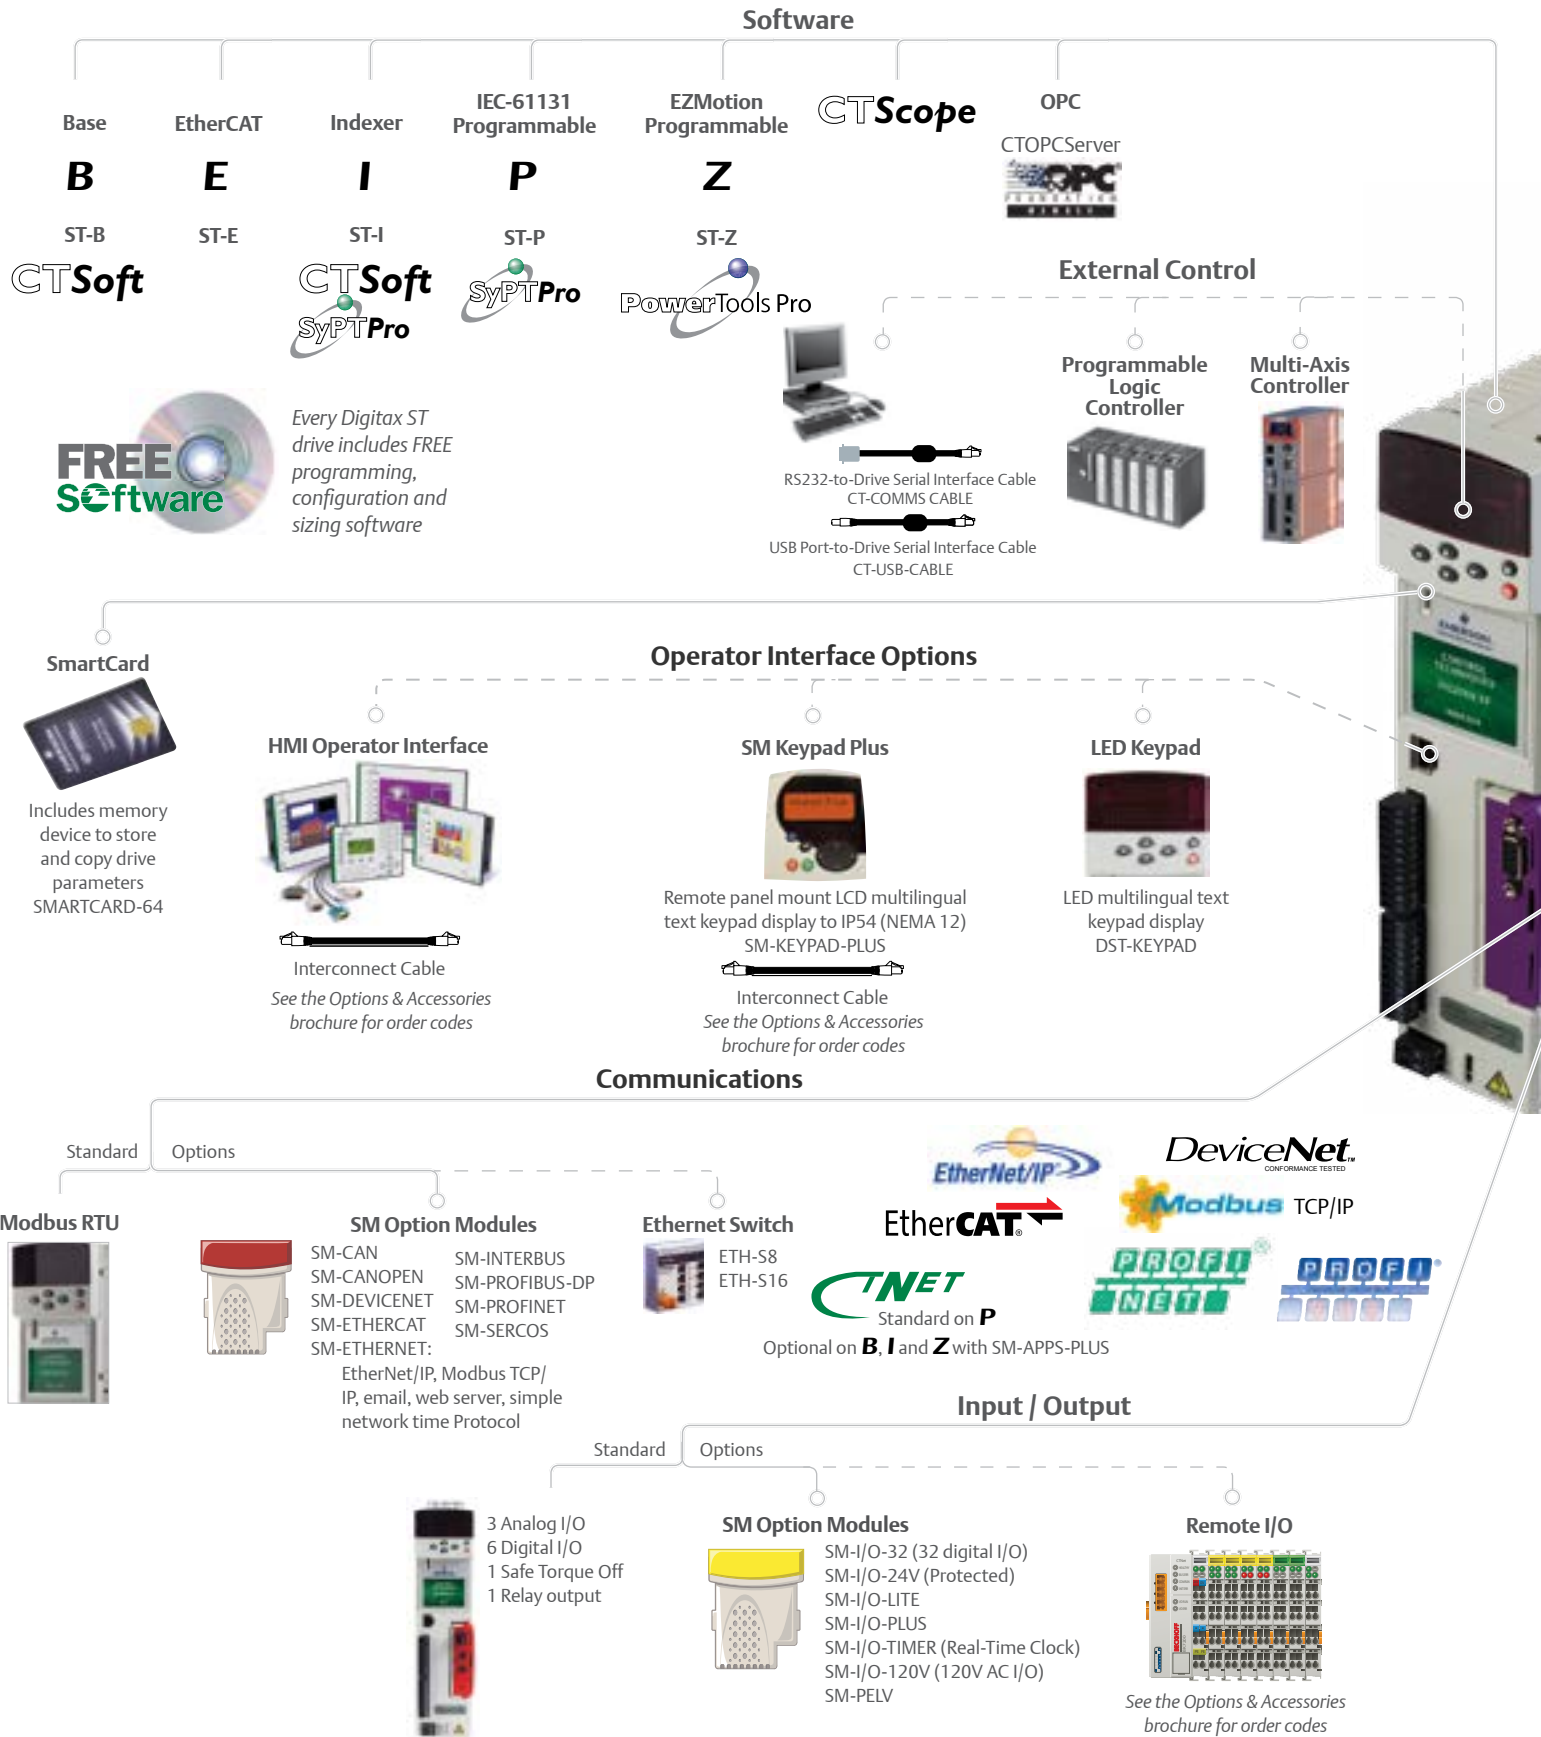 Software
Base
EtherCAT
Indexer
IEC-61131
Programmable
EZMotion
Programmable
CTScope
OPC
CTOPCServer
OPC
FOUNDATION
MEMBER
B
E
I
P
Z
ST-B
ST-E
ST-I
ST-P
ST-Z
CTSoft
CTSoft
SyPTPro
SyPTPro
PowerTools Pro
FREE
Software
Every Digitax ST
drive includes FREE
programming,
configuration and
sizing software
External Control
Programmable
Logic
Controller
Multi-Axis
Controller
RS232-to-Drive Serial Interface Cable
CT-COMMS CABLE
USB Port-to-Drive Serial Interface Cable
CT-USB-CABLE
SmartCard
Includes memory
device to store
and copy drive
parameters
SMARTCARD-64
Operator Interface Options
HMI Operator Interface
Interconnect Cable
See the Options & Accessories
brochure for order codes
SM Keypad Plus
Remote panel mount LCD multilingual
text keypad display to IP54 (NEMA 12)
SM-KEYPAD-PLUS
Interconnect Cable
See the Options & Accessories
brochure for order codes
LED Keypad
LED multilingual text
keypad display
DST-KEYPAD
EMERSON
Communications
Standard
Options
Modbus RTU
SM Option Modules
SM-CAN
SM-CANOPEN
SM-DEVICENET
SM-ETHERCAT
SM-ETHERNET:
EtherNet/IP, Modbus TCP/
IP, email, web server, simple
network time Protocol
SM-INTERBUS
SM-PROFIBUS-DP
SM-PROFINET
SM-SERCOS
Ethernet Switch
ETH-S8
ETH-S16
EtherNet/IP
DeviceNet™
CONFORMANCE TESTED
EtherCAT®
Modbus TCP/IP
CTNET
Standard on P
Optional on B, I and Z with SM-APPS-PLUS
PROFI
NET
PROFI
BUS
Input / Output
Standard
Options
3 Analog I/O
6 Digital I/O
1 Safe Torque Off
1 Relay output
SM Option Modules
SM-I/O-32 (32 digital I/O)
SM-I/O-24V (Protected)
SM-I/O-LITE
SM-I/O-PLUS
SM-I/O-TIMER (Real-Time Clock)
SM-I/O-120V (120V AC I/O)
SM-PELV
Remote I/O
See the Options & Accessories
brochure for order codes